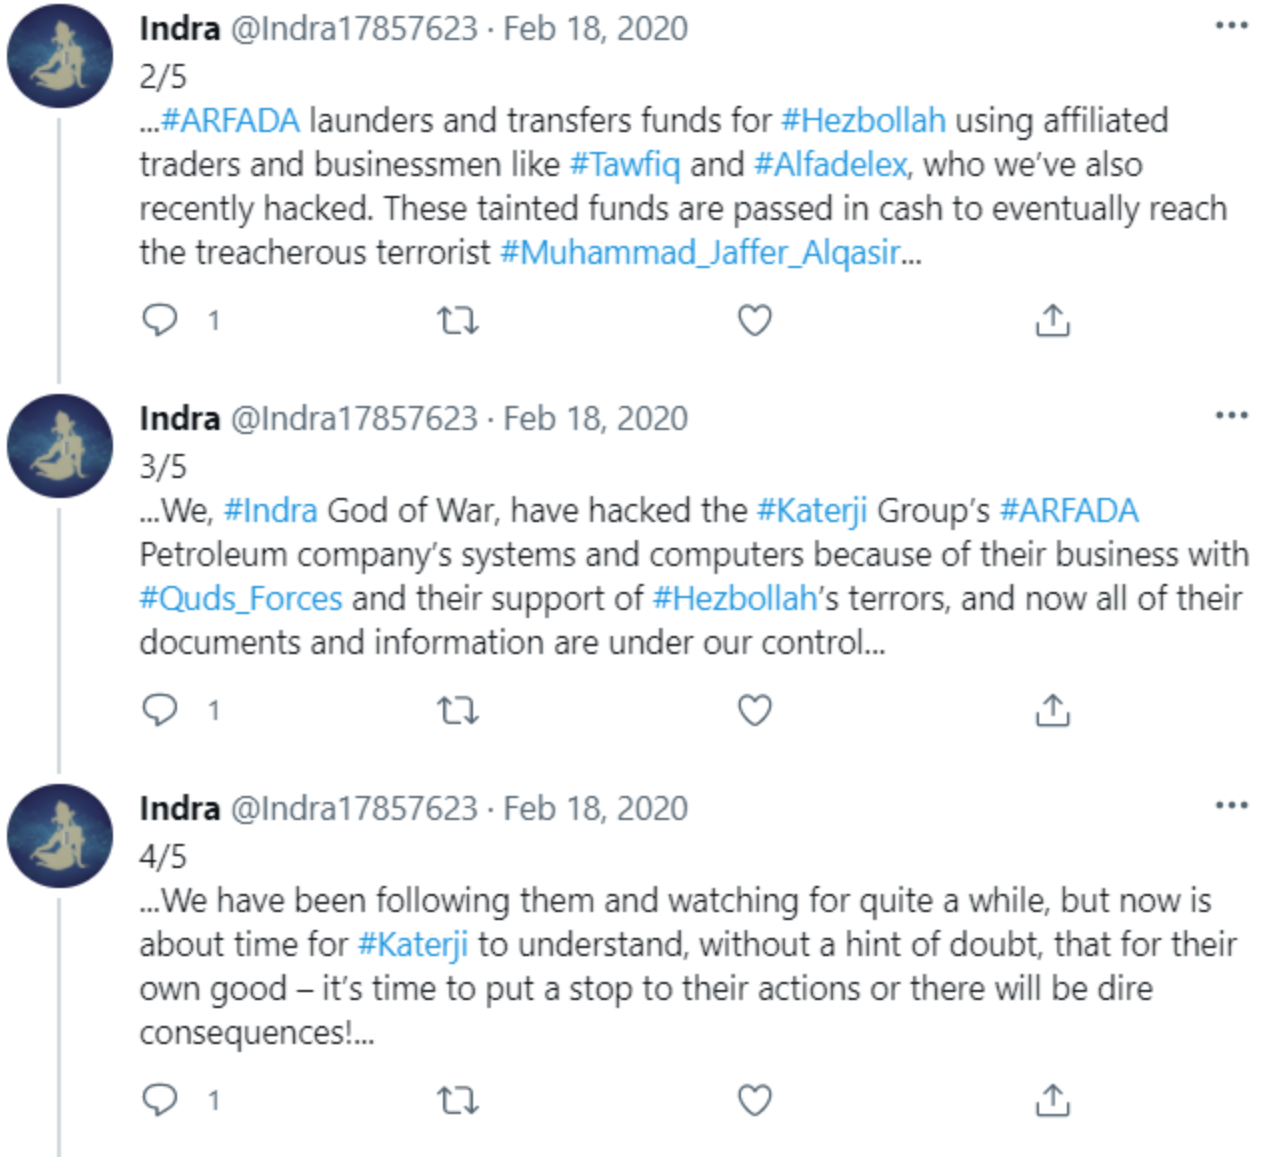 Indra @Indra17857623 · Feb 18, 2020
2/5
...#ARFADA launders and transfers funds for #Hezbollah using affiliated
traders and businessmen like #Tawfiq and #Alfadelex, who we’ve also
recently hacked. These tainted funds are passed in cash to eventually reach
the treacherous terrorist #Muhammad_Jaffer_Alqasir...
1
Indra @Indra17857623 · Feb 18, 2020
3/5
...We, #Indra God of War, have hacked the #Katerji Group’s #ARFADA
Petroleum company’s systems and computers because of their business with
#Quds_Forces and their support of #Hezbollah’s terrors, and now all of their
documents and information are under our control...
1
Indra @Indra17857623 · Feb 18, 2020
4/5
...We have been following them and watching for quite a while, but now is
about time for #Katerji to understand, without a hint of doubt, that for their
own good – it’s time to put a stop to their actions or there will be dire
consequences!...
1